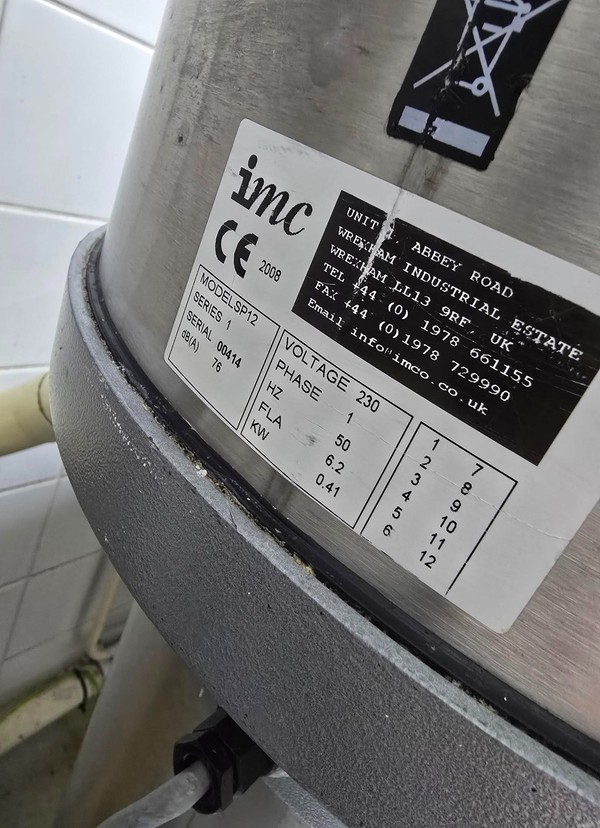 imc
CE 2008
UNIT ABBEY ROAD
WREXHAM INDUSTRIAL ESTATE
WREXHAM LL13 9RF, UK
TEL +44 (0) 1978 661155
FAX +44 (0)1978 729990
Email info@imco.co.uk
MODELSP12
SERIES 1
SERIAL 00414
dB(A) 76
VOLTAGE 230
PHASE 1
HZ 50
FLA 6.2
KW 0.41
1 7
2 8
3 9
4 10
5 11
6 12